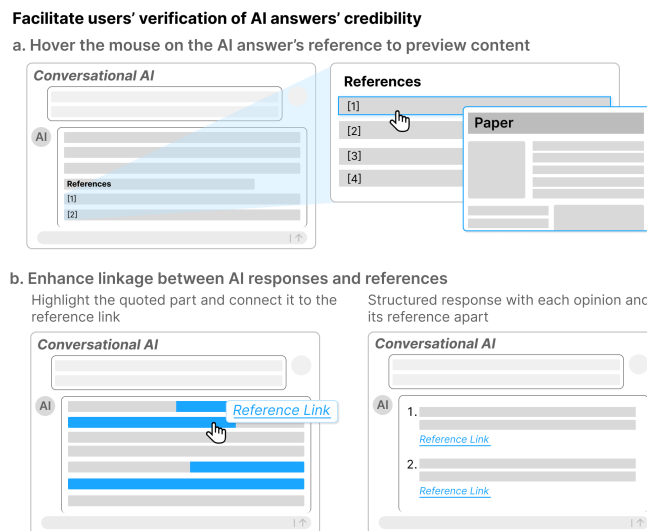 Facilitate users’ verification of AI answers’ credibility
a. Hover the mouse on the AI answer’s reference to preview content
Conversational AI
AI
References
[1]
[2]
References
[1]
[2]
[3]
[4]
Paper
b. Enhance linkage between AI responses and references
Highlight the quoted part and connect it to the
reference link
Conversational AI
AI
Reference Link
Structured response with each opinion and
its reference apart
Conversational AI
AI
1.
Reference Link
2.
Reference Link